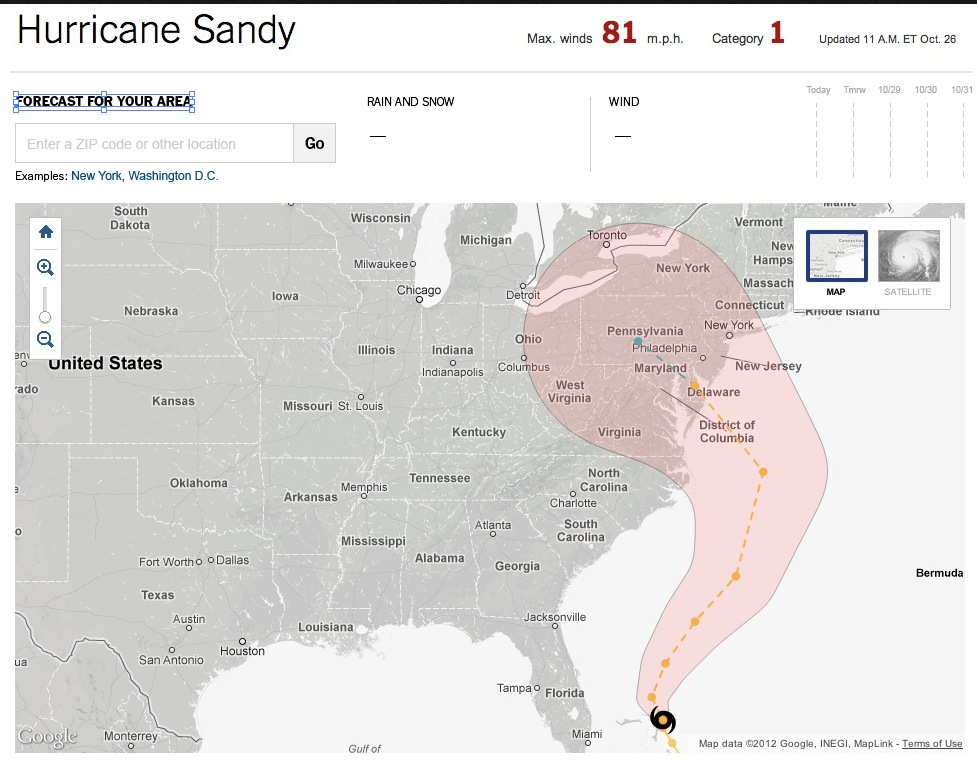 Hurricane Sandy
Max. winds 81 m.p.h.
Category 1
Updated 11 A.M. ET Oct. 26
FORECAST FOR YOUR AREA
RAIN AND SNOW
WIND
Today Tmrw 10/29 10/30 10/31
Enter a ZIP code or other location
Go
Examples: New York, Washington D.C.
South
Dakota
Wisconsin
Michigan
Toronto
Vermont
Maine
New
Hamps
Milwaukee
Chicago
Detroit
New York
Massach
Connecticut
Rhode Island
MAP
SATELLITE
Nebraska
Iowa
Illinois
Indiana
Indianapolis
Ohio
Columbus
Pennsylvania
New York
Philadelphia
Maryland
New Jersey
Delaware
United States
rado
Kansas
Missouri
St. Louis
West
Virginia
Kentucky
Virginia
District of
Columbia
Oklahoma
Arkansas
Memphis
Tennessee
North
Carolina
Charlotte
South
Carolina
Atlanta
Mississippi
Alabama
Georgia
Fort Worth
Dallas
Texas
Bermuda
Austin
Louisiana
Jacksonville
San Antonio
Houston
ua
Tampa
Florida
Google
Monterrey
Gulf of
Miami
Map data ©2012 Google, INEGI, MapLink - Terms of Use